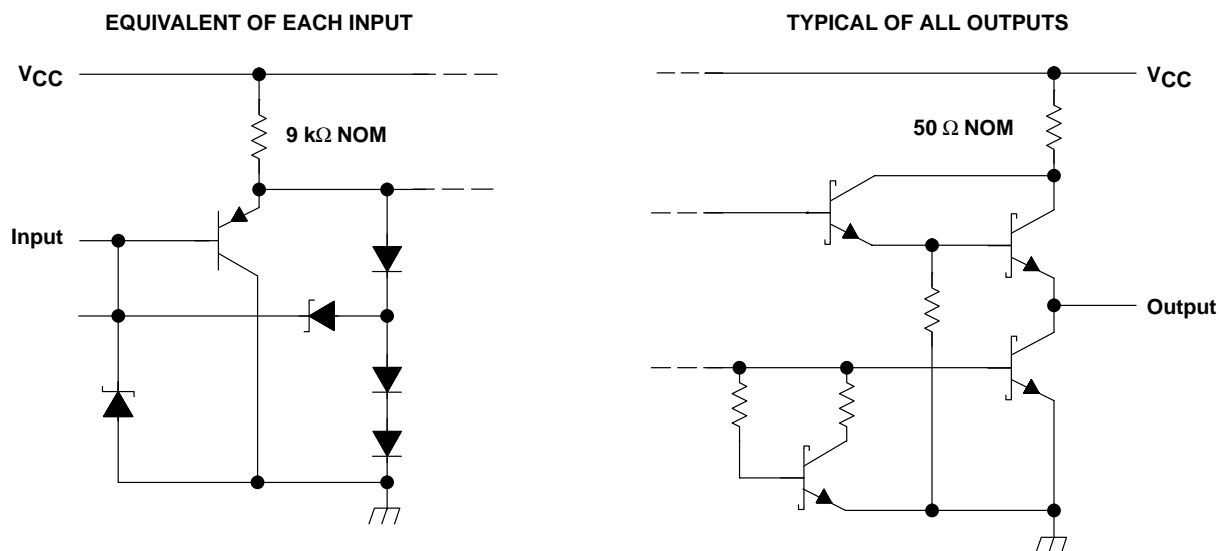 EQUIVALENT OF EACH INPUT
VCC
9 kΩ NOM
Input
TYPICAL OF ALL OUTPUTS
VCC
50 Ω NOM
Output